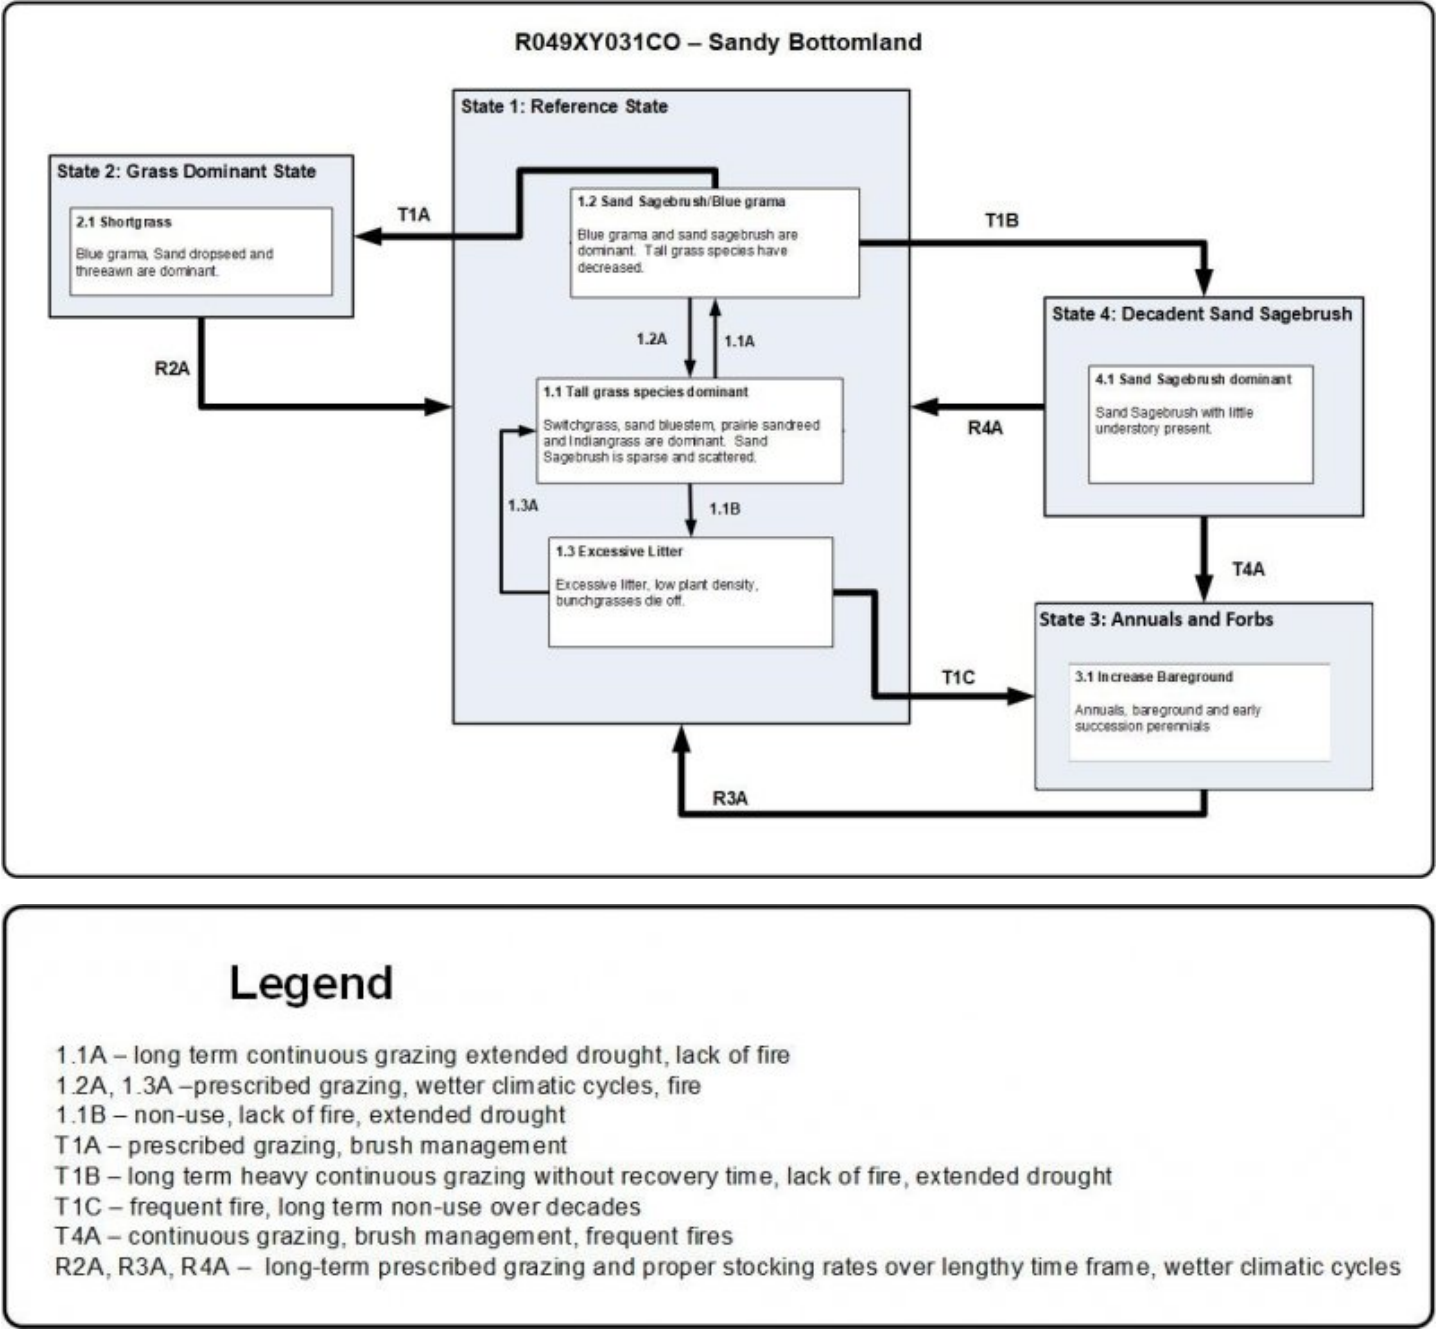 R049XY031CO – Sandy Bottomland
State 1: Reference State
State 2: Grass Dominant State
2.1 Shortgrass
Blue grama, Sand dropseed and
threeawn are dominant.
T1A
1.2 Sand Sagebrush/Blue grama
Blue grama and sand sagebrush are
dominant. Tall grass species have
decreased.
T1B
1.2A
1.1A
R2A
1.1 Tall grass species dominant
Switchgrass, sand bluestem, prairie sandreed
and Indiangrass are dominant. Sand
Sagebrush is sparse and scattered.
State 4: Decadent Sand Sagebrush
4.1 Sand Sagebrush dominant
Sand Sagebrush with little
understory present.
R4A
1.3A
1.1B
1.3 Excessive Litter
Excessive litter, low plant density,
bunchgrasses die off.
T4A
T1C
State 3: Annuals and Forbs
3.1 Increase Bareground
Annuals, bareground and early
succession perennials
R3A
Legend
1.1A – long term continuous grazing extended drought, lack of fire
1.2A, 1.3A –prescribed grazing, wetter climatic cycles, fire
1.1B – non-use, lack of fire, extended drought
T1A – prescribed grazing, brush management
T1B – long term heavy continuous grazing without recovery time, lack of fire, extended drought
T1C – frequent fire, long term non-use over decades
T4A – continuous grazing, brush management, frequent fires
R2A, R3A, R4A – long-term prescribed grazing and proper stocking rates over lengthy time frame, wetter climatic cycles